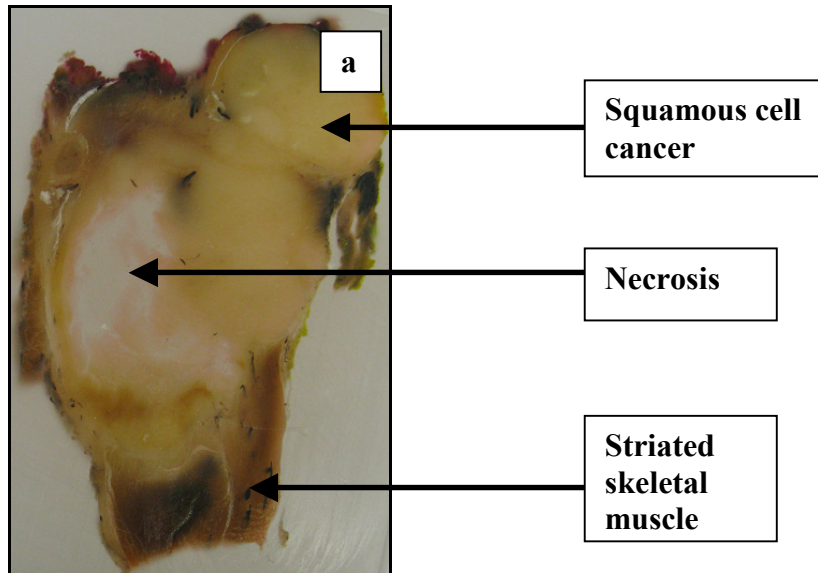 a
Squamous cell
cancer
Necrosis
Striated
skeletal
muscle